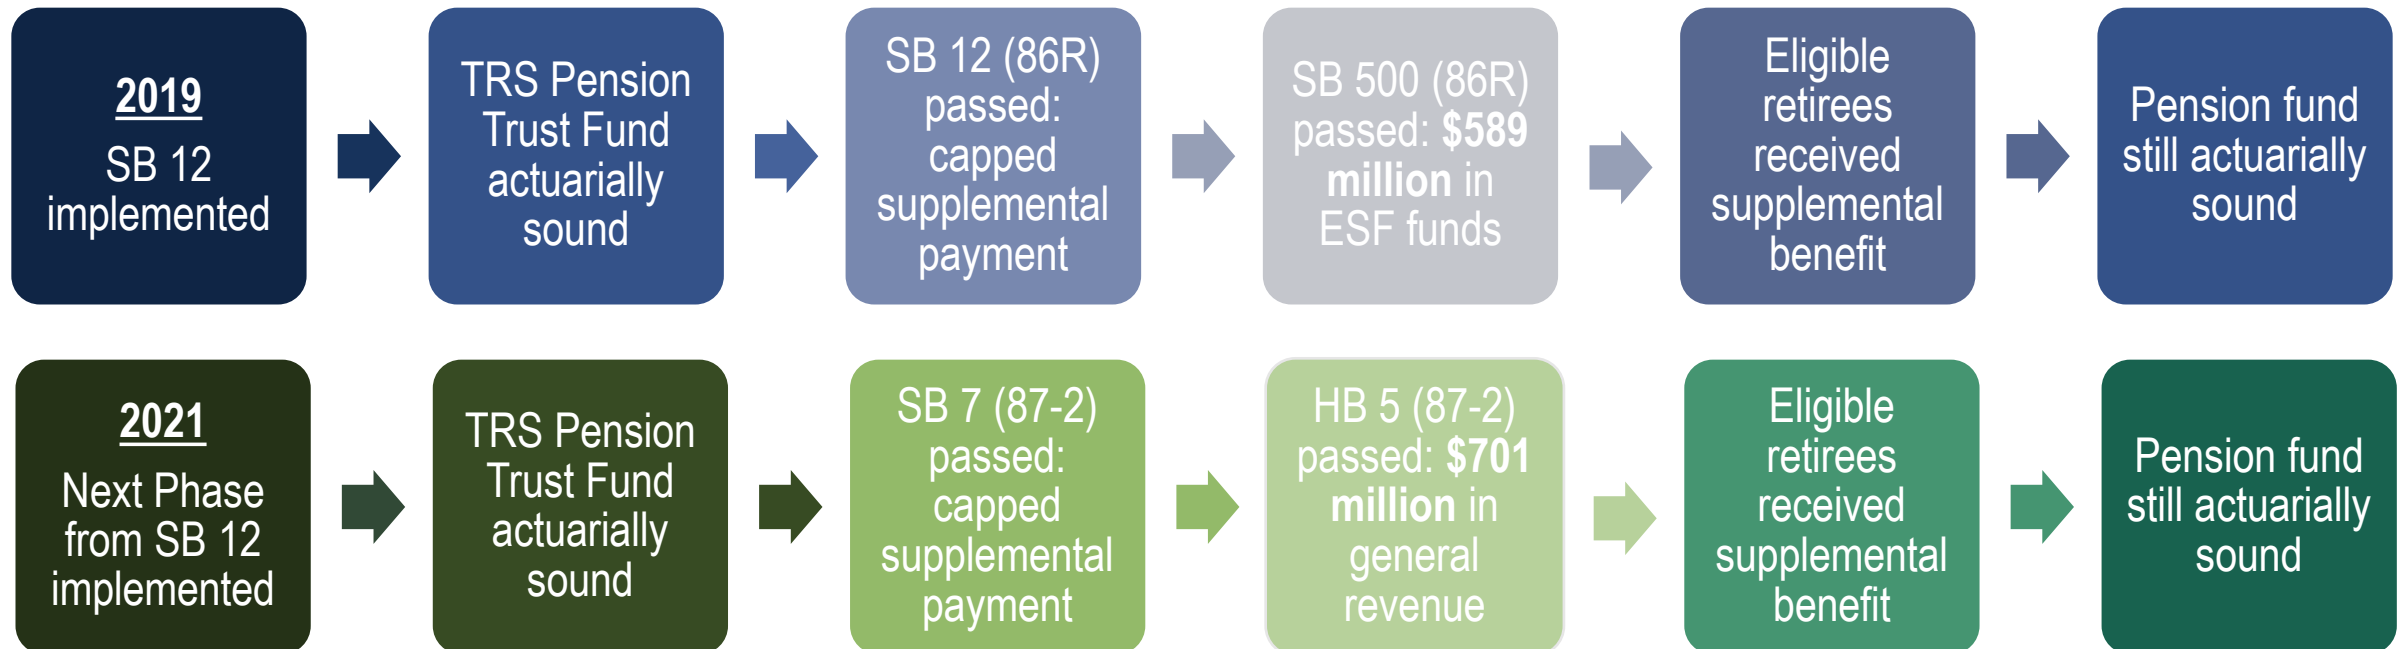 2019
SB 12
implemented
TRS Pension
Trust Fund
actuarially
sound
SB 12 (86R)
passed:
capped
supplemental
payment
SB 500 (86R)
passed: $589
million in
ESF funds
Eligible
retirees
received
supplemental
benefit
Pension fund
still actuarially
sound
2021
Next Phase
from SB 12
implemented
TRS Pension
Trust Fund
actuarially
sound
SB 7 (87-2)
passed:
capped
supplemental
payment
HB 5 (87-2)
passed: $701
million in
general
revenue
Eligible
retirees
received
supplemental
benefit
Pension fund
still actuarially
sound